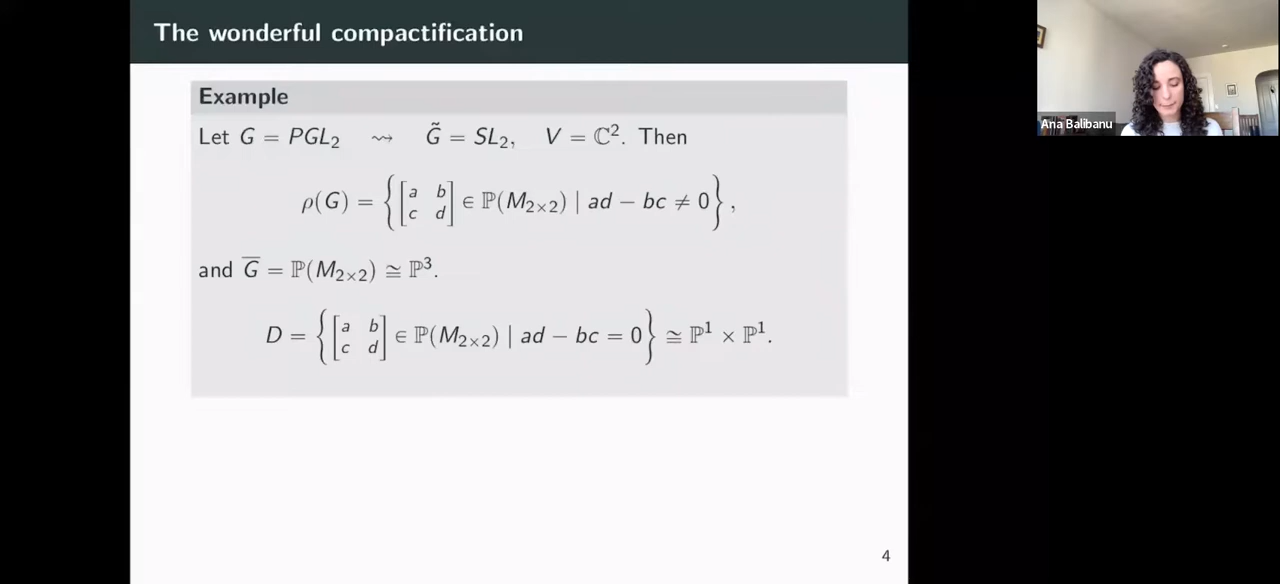 The wonderful compactification
Example
Let G = PGL₂ ⇝ G̃ = SL₂, V = ℂ². Then
ρ(G) = { [ a b c d ] ∈ ℙ(M₂ₓ₂) | ad − bc ≠ 0 } ,
and G̅ = ℙ(M₂ₓ₂) ≅ ℙ³.
D = { [ a b c d ] ∈ ℙ(M₂ₓ₂) | ad − bc = 0 } ≅ ℙ¹ × ℙ¹.
4
Ana Balibanu